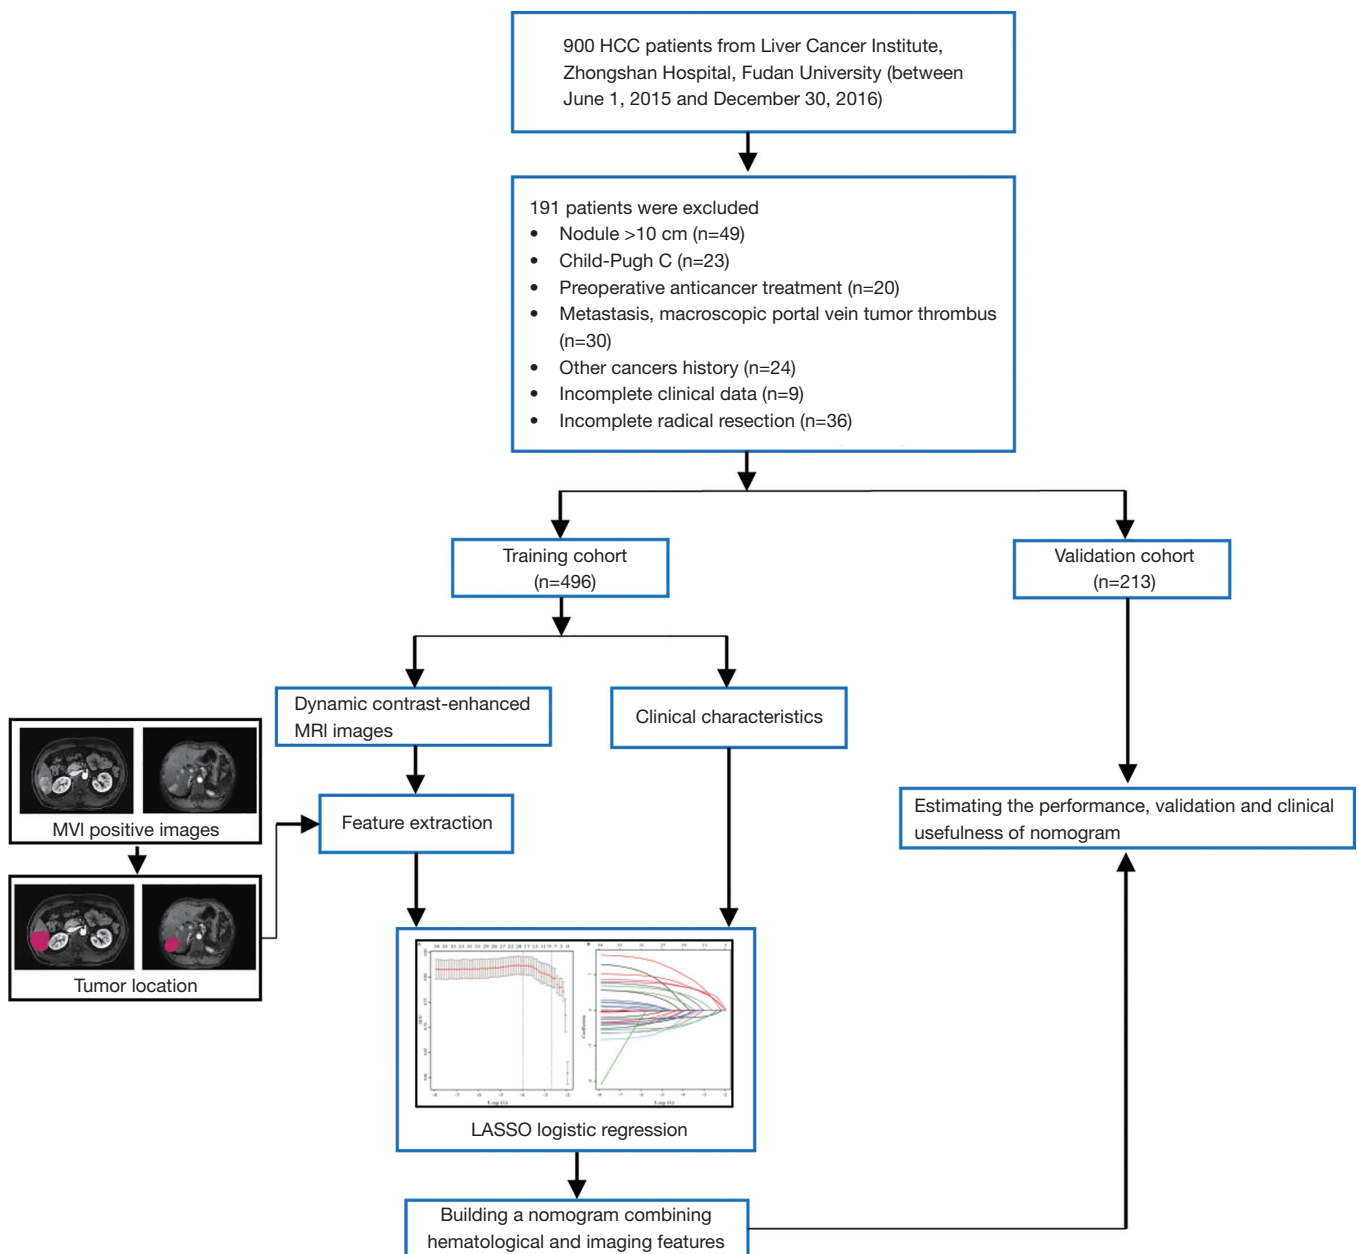 900 HCC patients from Liver Cancer Institute,
Zhongshan Hospital, Fudan University (between
June 1, 2015 and December 30, 2016)
191 patients were excluded
• Nodule >10 cm (n=49)
• Child-Pugh C (n=23)
• Preoperative anticancer treatment (n=20)
• Metastasis, macroscopic portal vein tumor thrombus
(n=30)
• Other cancers history (n=24)
• Incomplete clinical data (n=9)
• Incomplete radical resection (n=36)
Training cohort
(n=496)
Validation cohort
(n=213)
Dynamic contrast-enhanced
MRI images
Clinical characteristics
MVI positive images
Feature extraction
Estimating the performance, validation and clinical
usefulness of nomogram
Tumor location
LASSO logistic regression
Building a nomogram combining
hematological and imaging features